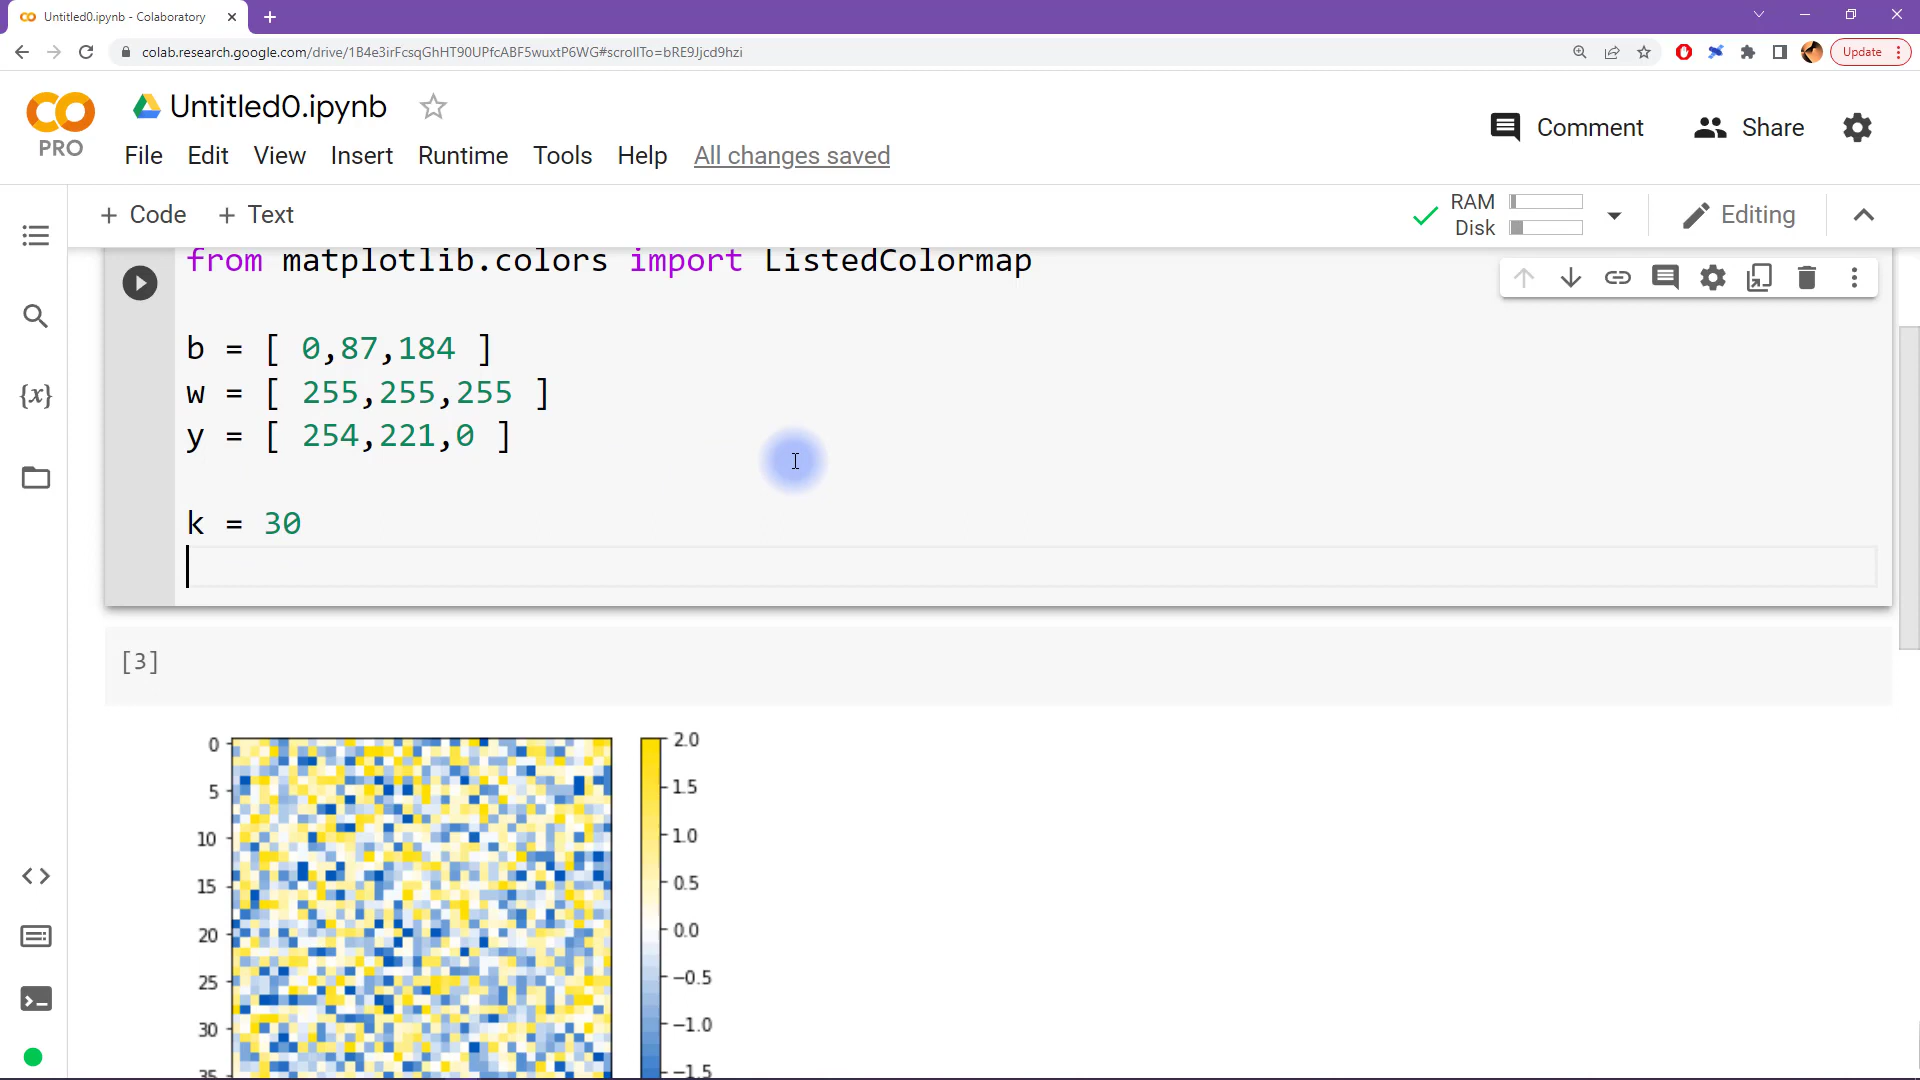 Untitled0.ipynb - Colaboratory
colab.research.google.com/drive/1B4e3irFcsqGhHT90UPfcABF5wuxtP6WG#scrollTo=bRE9Jjcd9hzi
Update
PRO
Untitled0.ipynb
File Edit View Insert Runtime Tools Help All changes saved
Comment
Share
+ Code + Text
RAM
Disk
Editing
{x}
from matplotlib.colors import ListedColormap
b = [ 0,87,184 ]
w = [ 255,255,255 ]
y = [ 254,221,0 ]
k = 30
[3]
0
5
10
15
20
25
30
35
2.0
1.5
1.0
0.5
0.0
−0.5
−1.0
−1.5